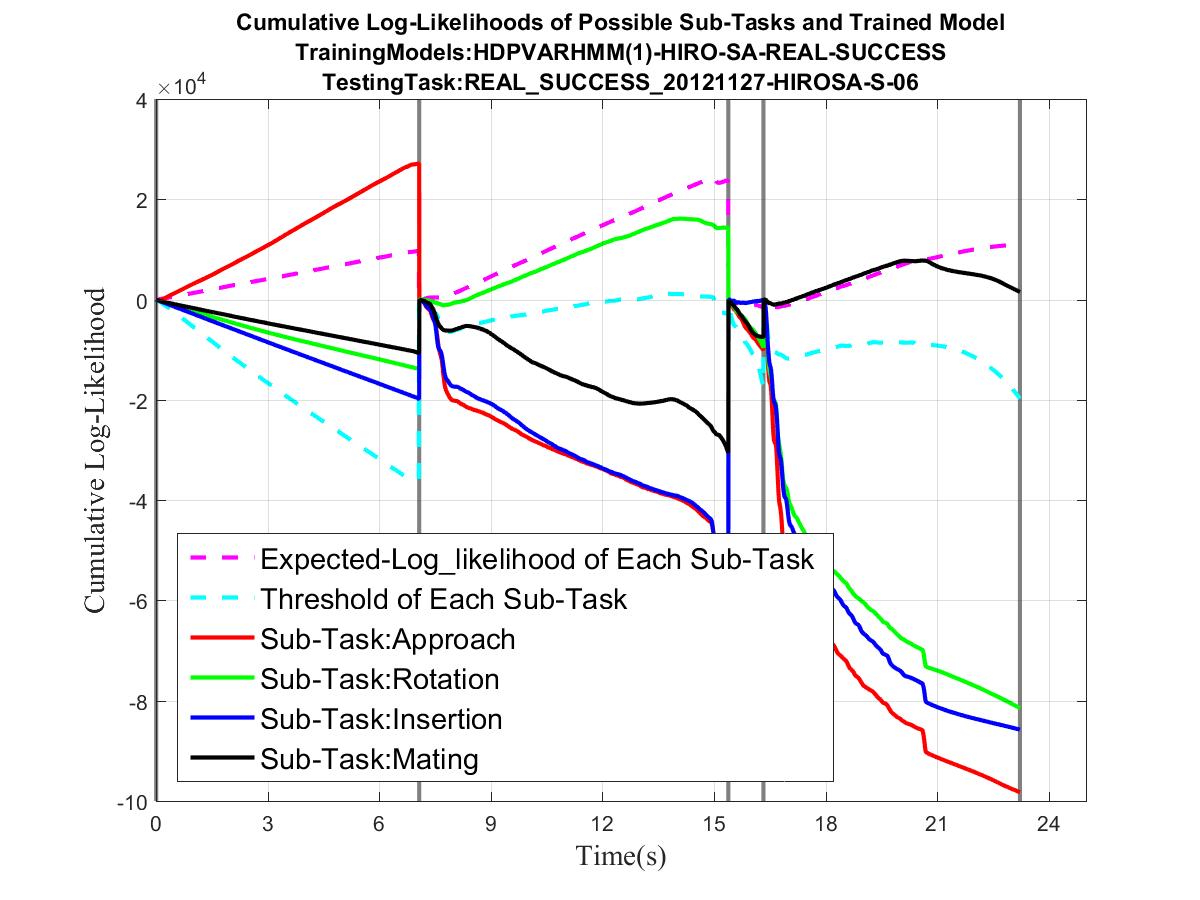 Cumulative Log-Likelihoods of Possible Sub-Tasks and Trained Model
TrainingModels:HDPVARHMM(1)-HIRO-SA-REAL-SUCCESS
TestingTask:REAL_SUCCESS_20121127-HIROSA-S-06
×10^4
4
2
0
-2
-4
-6
-8
-10
Cumulative Log-Likelihood
Expected-Log_likelihood of Each Sub-Task
Threshold of Each Sub-Task
Sub-Task:Approach
Sub-Task:Rotation
Sub-Task:Insertion
Sub-Task:Mating
0 3 6 9 12 15 18 21 24
Time(s)